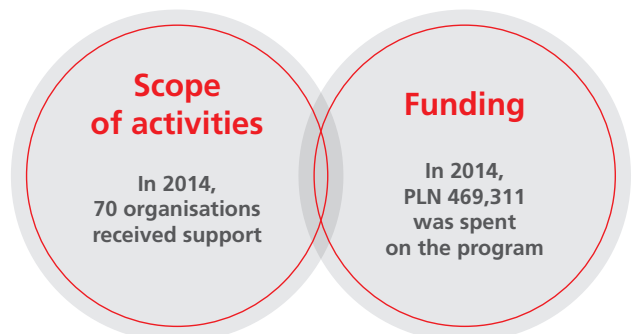 Scope
of activities
In 2014,
70 organisations
received support
Funding
In 2014,
PLN 469,311
was spent
on the program